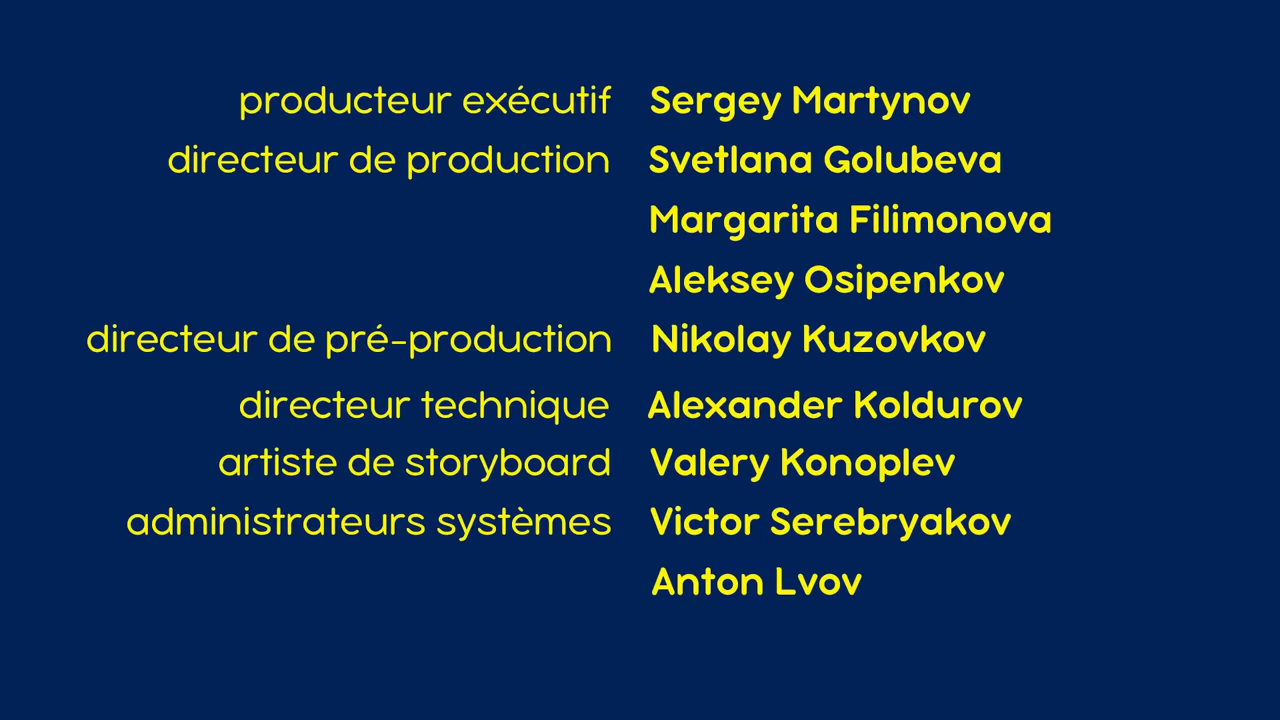 producteur exécutif Sergey Martynov
directeur de production Svetlana Golubeva
Margarita Filimonova
Aleksey Osipenkov
directeur de pré-production Nikolay Kuzovkov
directeur technique Alexander Koldurov
artiste de storyboard Valery Konoplev
administrateurs systèmes Victor Serebryakov
Anton Lvov